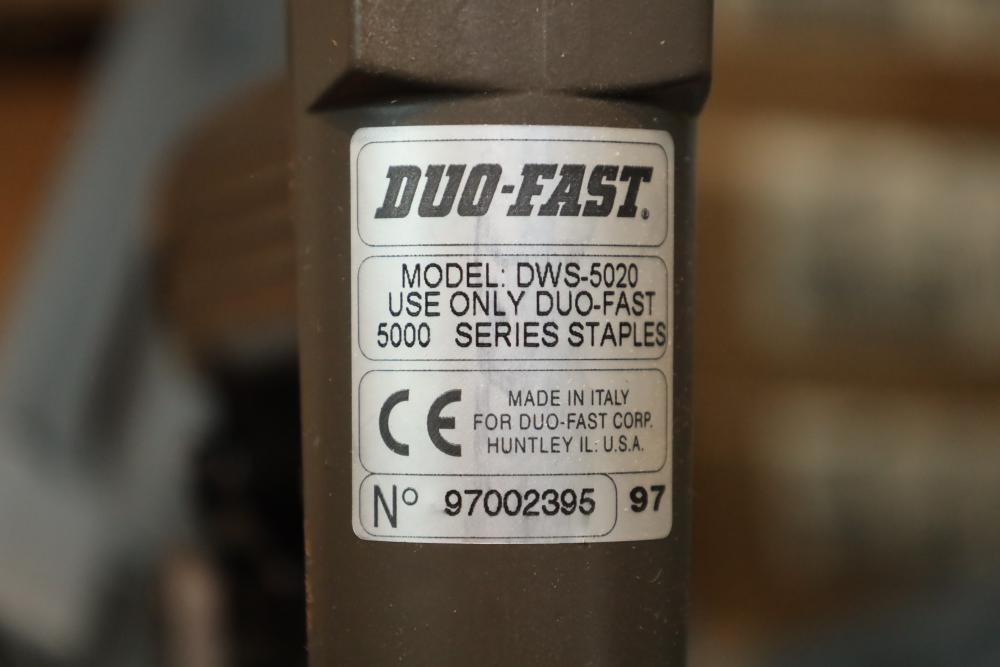 DUO-FAST®
MODEL: DWS-5020
USE ONLY DUO-FAST
5000 SERIES STAPLES
CE MADE IN ITALY
FOR DUO-FAST CORP.
HUNTLEY IL: U.S.A.
N° 97002395 97